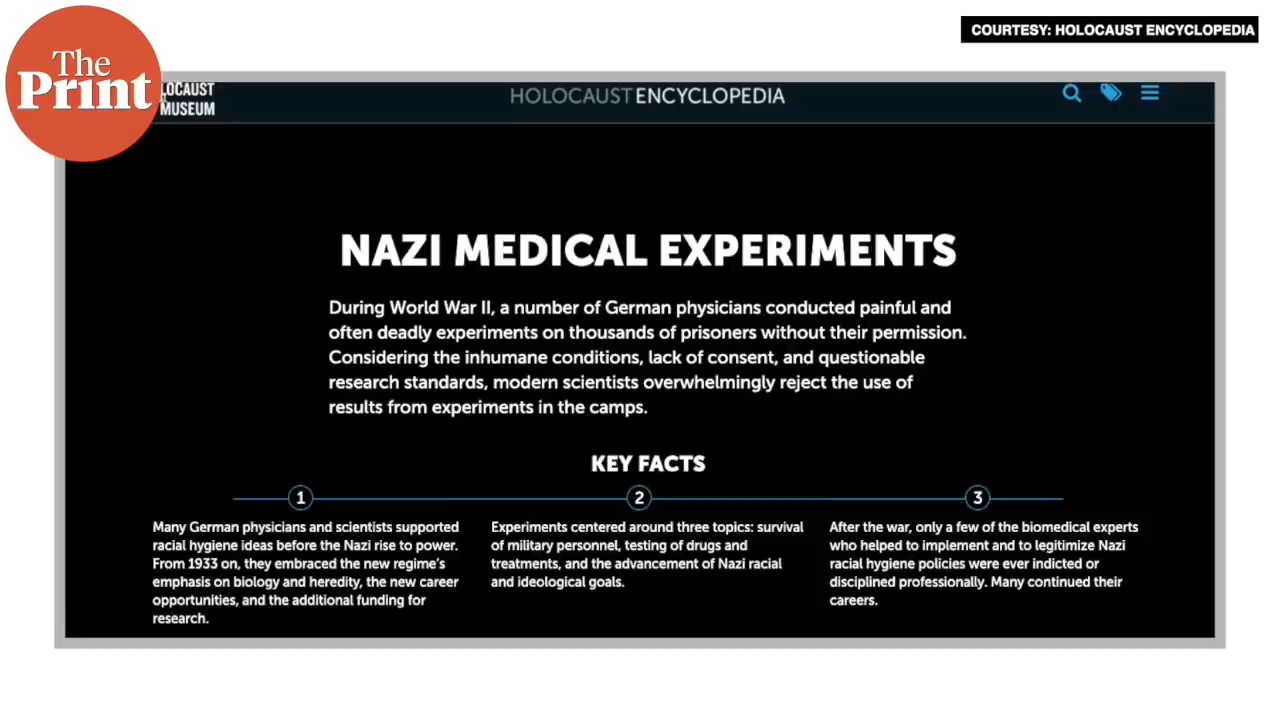 The
Print
COURTESY: HOLOCAUST ENCYCLOPEDIA
LOCAUST
MUSEUM
HOLOCAUST ENCYCLOPEDIA
NAZI MEDICAL EXPERIMENTS
During World War II, a number of German physicians conducted painful and
often deadly experiments on thousands of prisoners without their permission.
Considering the inhumane conditions, lack of consent, and questionable
research standards, modern scientists overwhelmingly reject the use of
results from experiments in the camps.
KEY FACTS
1
Many German physicians and scientists supported
racial hygiene ideas before the Nazi rise to power.
From 1933 on, they embraced the new regime's
emphasis on biology and heredity, the new career
opportunities, and the additional funding for
research.
2
Experiments centered around three topics: survival
of military personnel, testing of drugs and
treatments, and the advancement of Nazi racial
and ideological goals.
3
After the war, only a few of the biomedical experts
who helped to implement and to legitimize Nazi
racial hygiene policies were ever indicted or
disciplined professionally. Many continued their
careers.